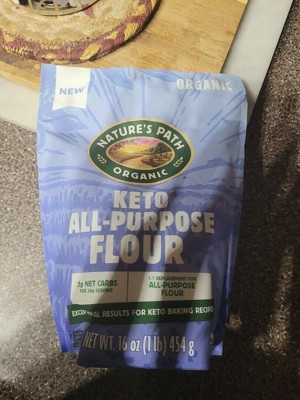 NEW
ORGANIC
NATURE'S PATH
ORGANIC
KETO
ALL-PURPOSE
FLOUR
3g NET CARBS
1:1 REPLACEMENT FOR
ALL-PURPOSE
FLOUR
EXCEPTIONAL RESULTS FOR KETO BAKING RECIPES
NET WT. 16 oz (1 lb) 454 g